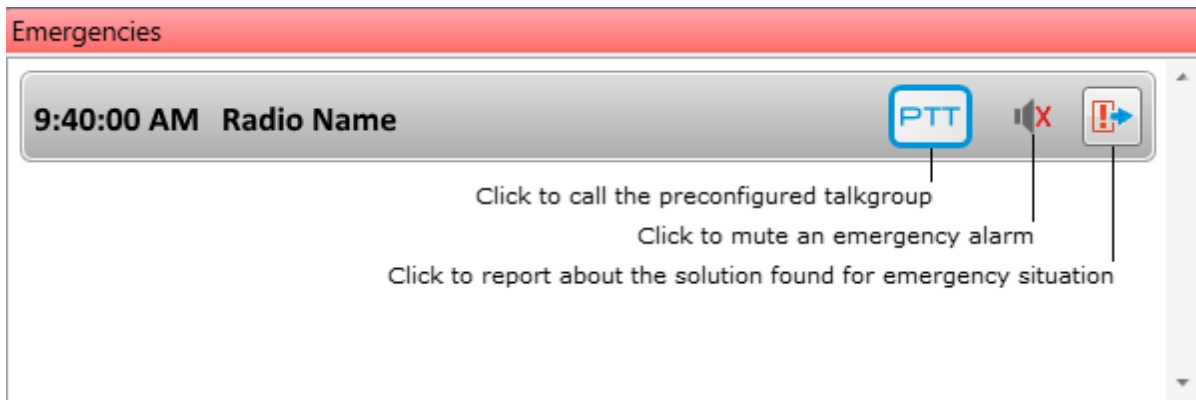 Emergencies
9:40:00 AM Radio Name PTT
Click to call the preconfigured talkgroup
Click to mute an emergency alarm
Click to report about the solution found for emergency situation